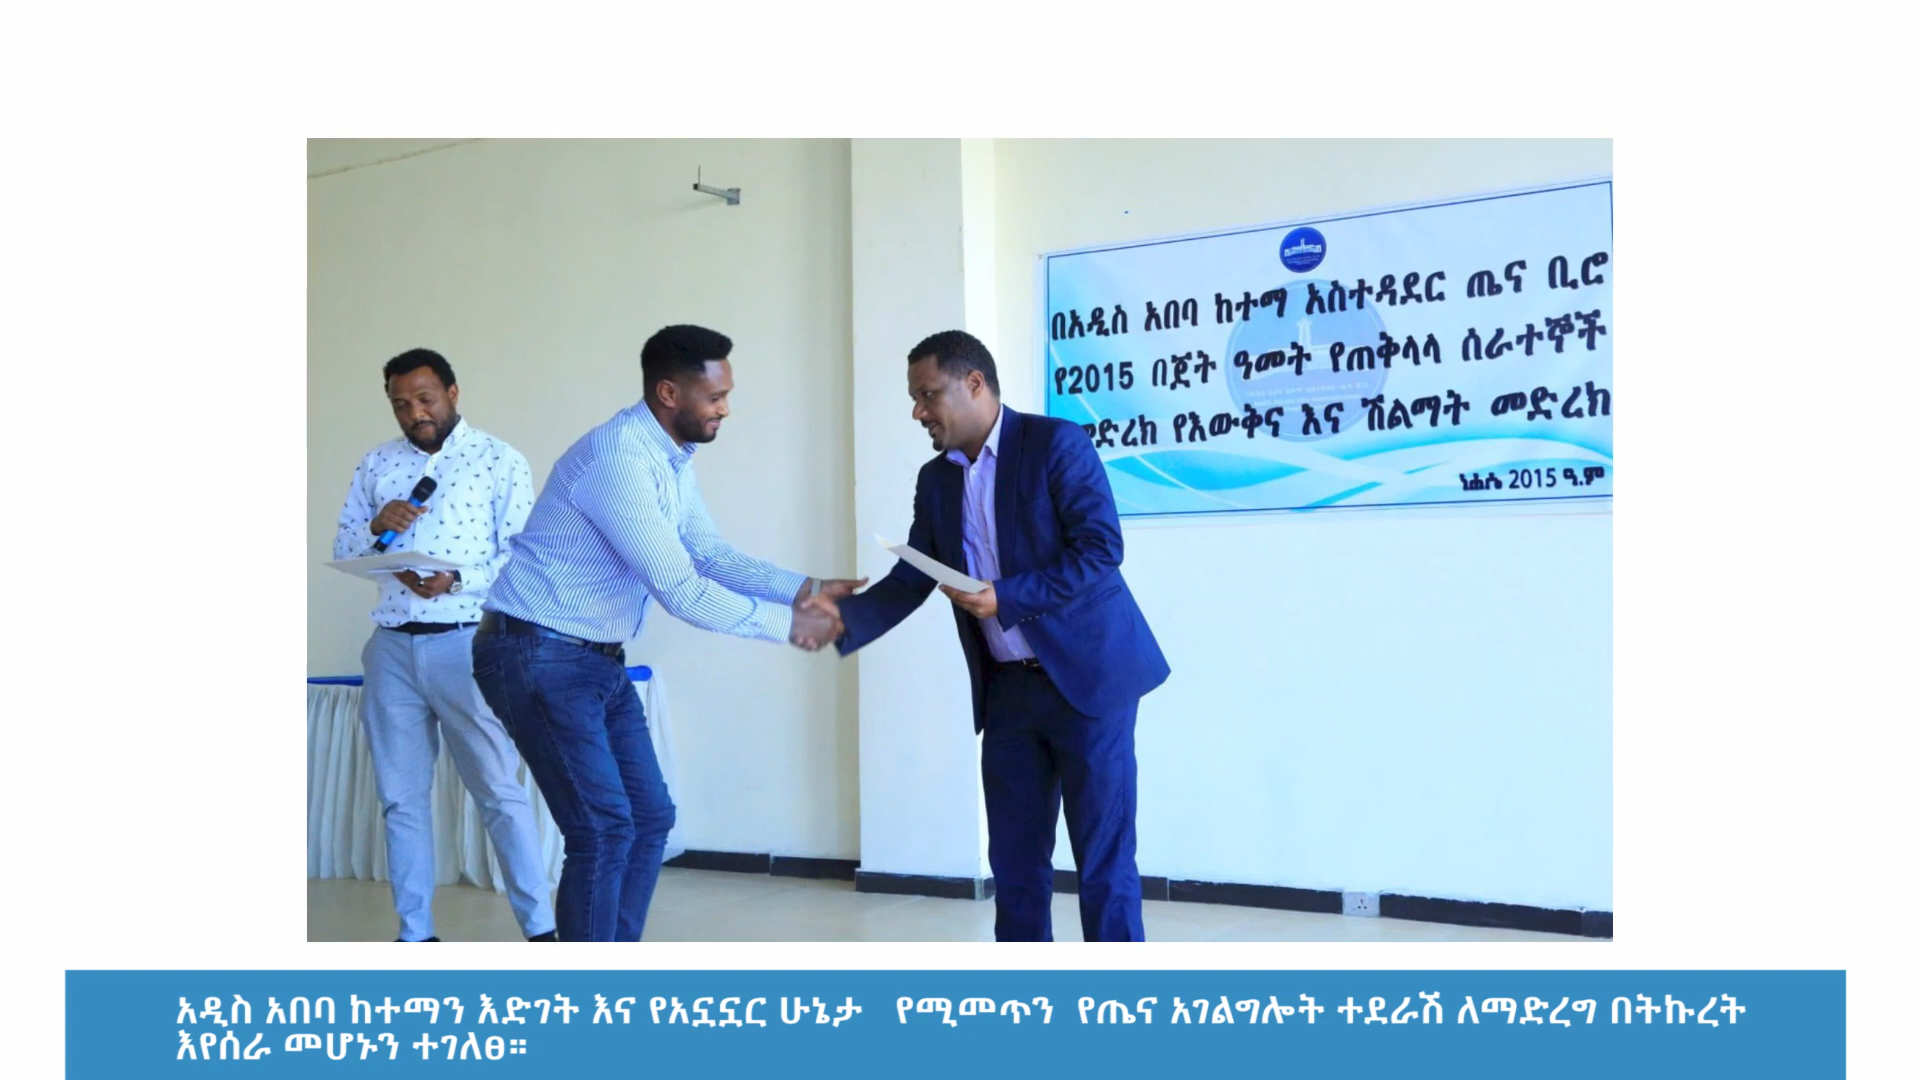 በአዲስ አበባ ከተማ አስተዳደር ጤና ቢሮ
የ2015 በጀት ዓመት የጠቅላላ ሰራተኞች
መድረክ የእውቅና እና ሽልማት መድረክ
ነሐሴ 2015 ዓ.ም
አዲስ አበባ ከተማን እድገት እና የአኗኗር ሁኔታ የሚመጥን የጤና አገልግሎት ተደራሽ ለማድረግ በትኩረት
እየሰራ መሆኑን ተገለፀ።